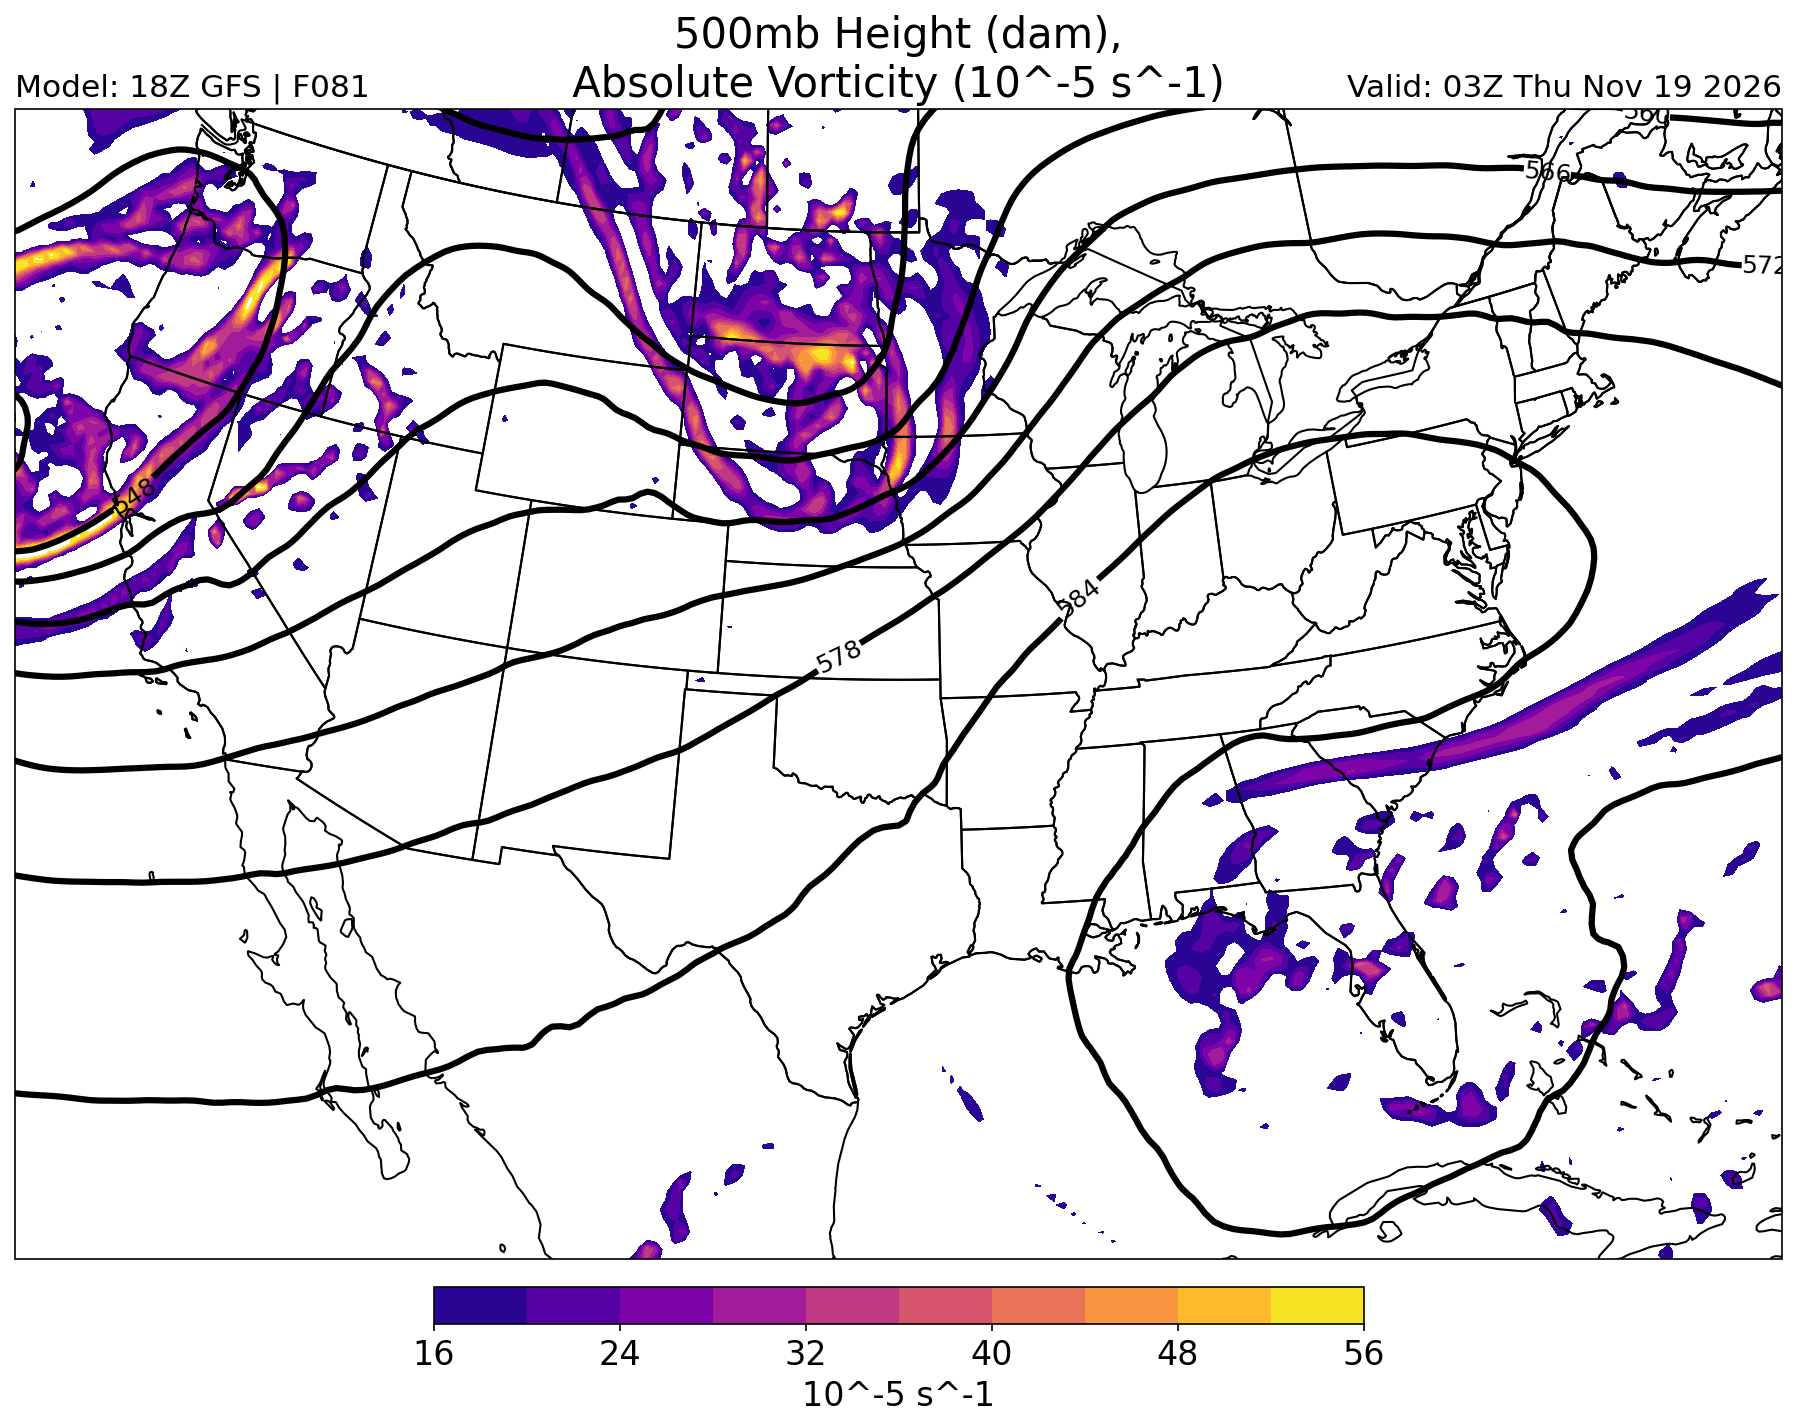 500mb Height (dam),
Model: 18Z GFS | F081
Absolute Vorticity (10^-5 s^-1)
Valid: 03Z Thu Nov 19 2026
560
566
572
548
584
578
16 24 32 40 48 56
10^-5 s^-1